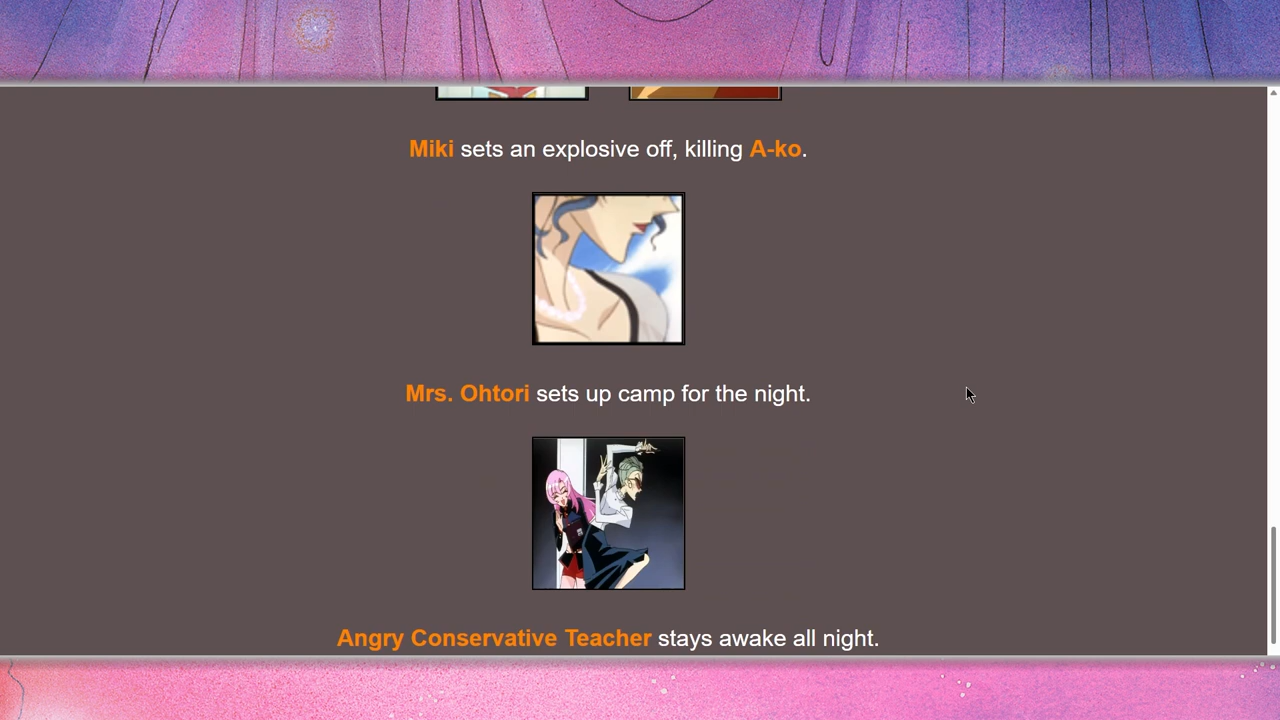 Miki sets an explosive off, killing A-ko.
Mrs. Ohtori sets up camp for the night.
Angry Conservative Teacher stays awake all night.